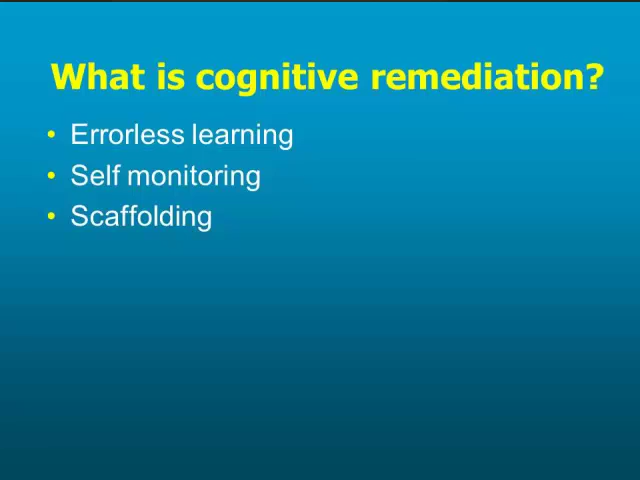 What is cognitive remediation?
• Errorless learning
• Self monitoring
• Scaffolding